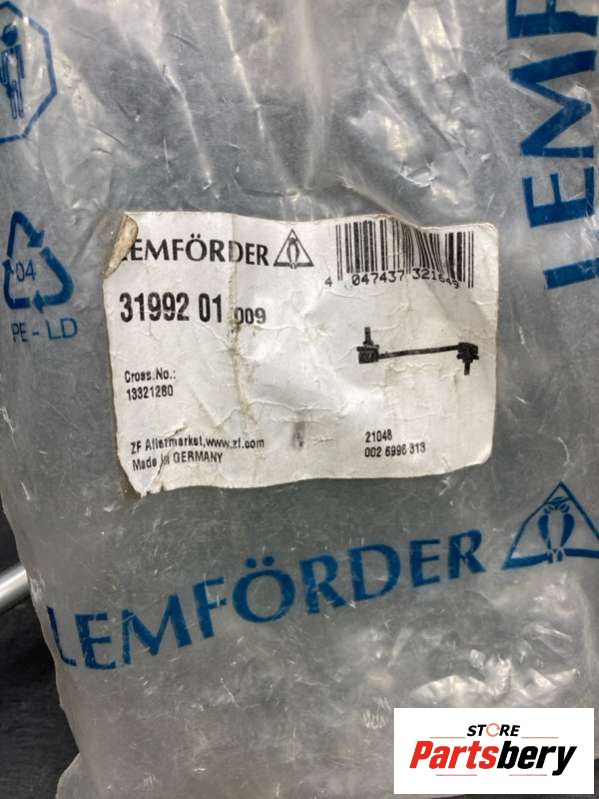 LEMF
04
PE-LD
LEMFÖRDER
31992 01 009
4 047437 321649
Cross.No.:
13321280
ZF Aftermarket,www.zf.com
Made in GERMANY
21048
002 6996 313
LEMFÖRDER
STORE
Partsbery